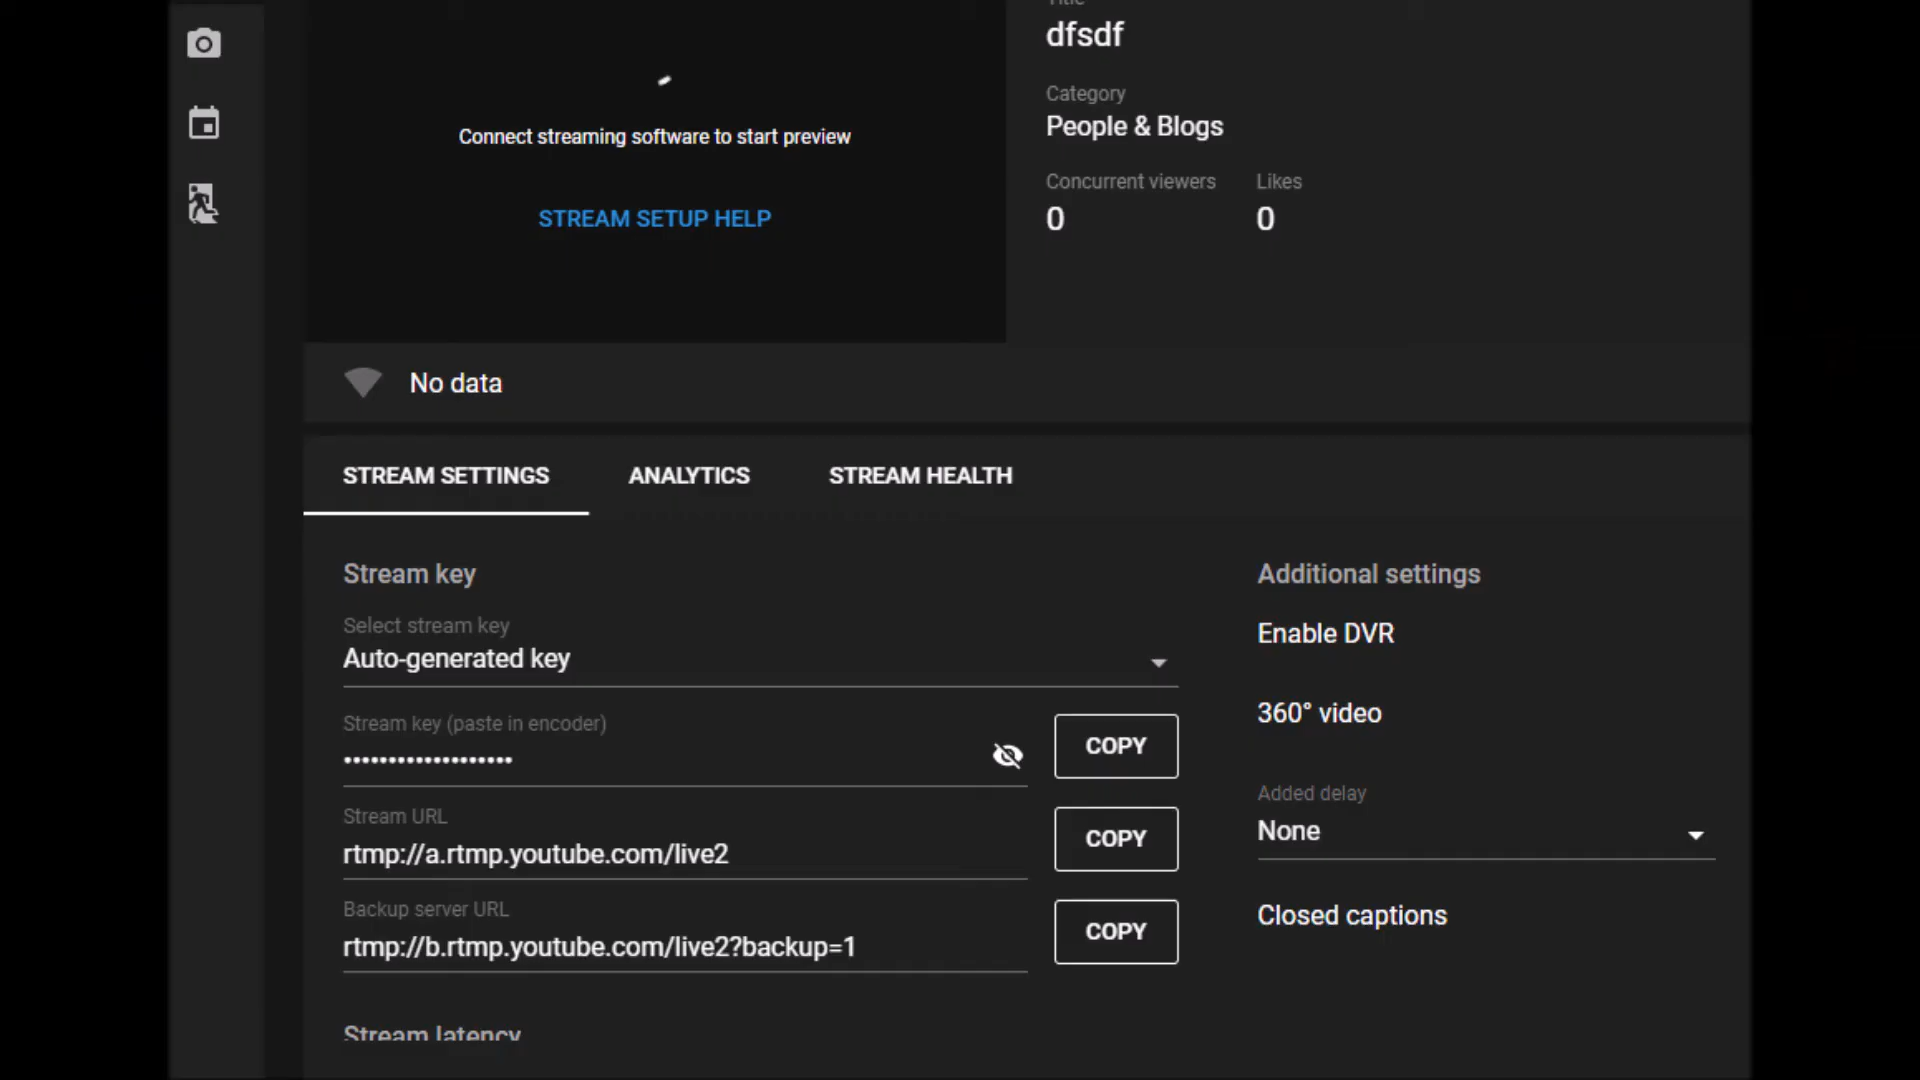 Title
dfsdf
Category
People & Blogs
Concurrent viewers
Likes
0
0
Connect streaming software to start preview
STREAM SETUP HELP
No data
STREAM SETTINGS
ANALYTICS
STREAM HEALTH
Stream key
Select stream key
Auto-generated key
Stream key (paste in encoder)
•••••••••••••••••••
COPY
Stream URL
rtmp://a.rtmp.youtube.com/live2
COPY
Backup server URL
rtmp://b.rtmp.youtube.com/live2?backup=1
COPY
Stream latency
Additional settings
Enable DVR
360° video
Added delay
None
Closed captions